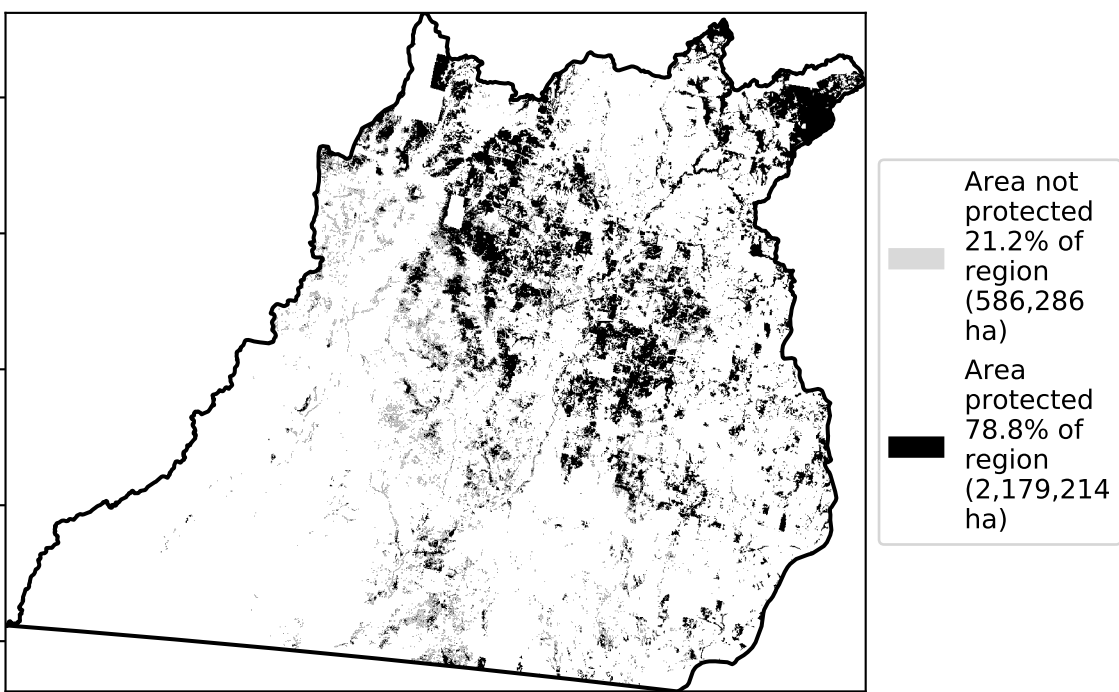 Area not
protected
21.2% of
region
(586,286
ha)
Area
protected
78.8% of
region
(2,179,214
ha)